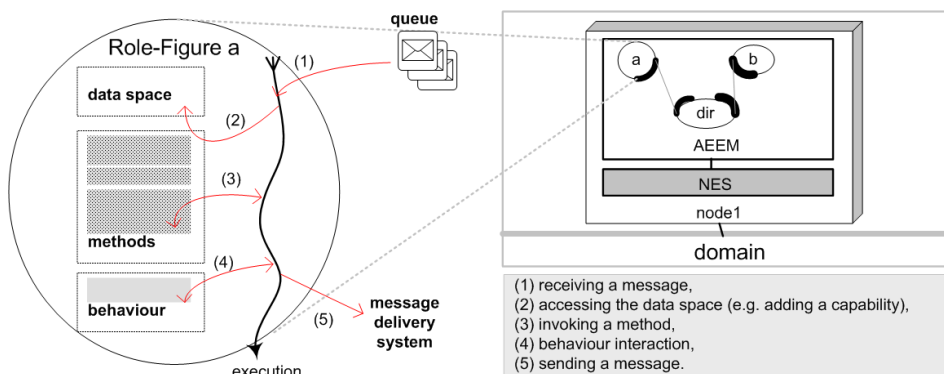 Role-Figure a
queue
(1)
data space
(2)
(3)
methods
(4)
behaviour
(5)
message
delivery
system
execution
a
b
dir
AEEM
NES
node1
domain
(1) receiving a message,
(2) accessing the data space (e.g. adding a capability),
(3) invoking a method,
(4) behaviour interaction,
(5) sending a message.